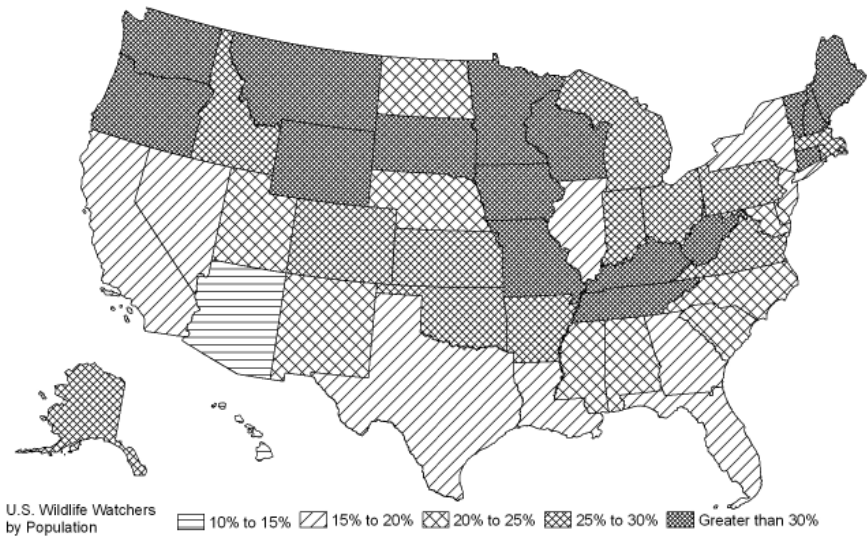 U.S. Wildlife Watchers
by Population
10% to 15%
15% to 20%
20% to 25%
25% to 30%
Greater than 30%